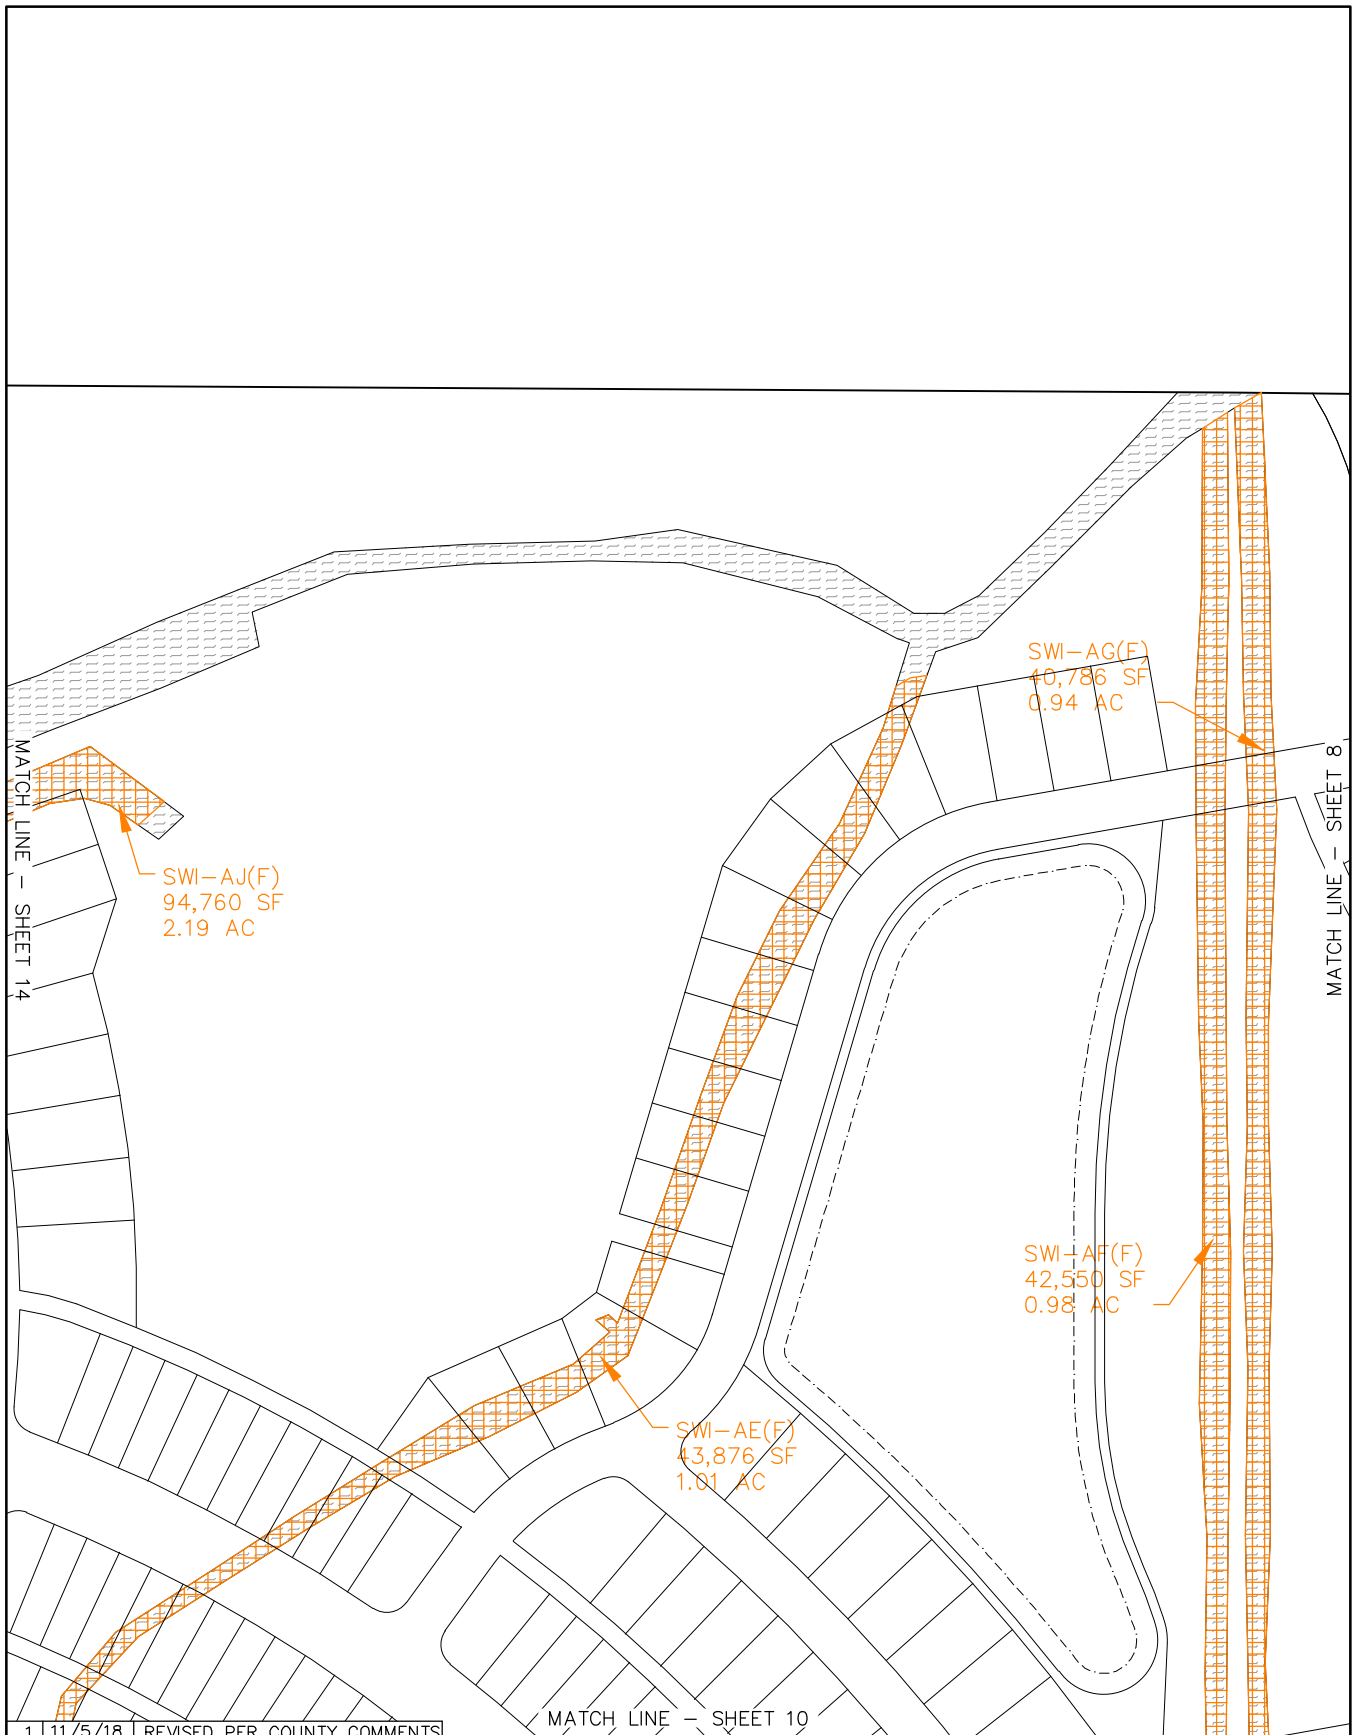 SWI-AG(F)
40,786 SF
0.94 AC
MATCH LINE - SHEET 14
MATCH LINE - SHEET 8
SWI-AJ(F)
94,760 SF
2.19 AC
SWI-AF(F)
42,550 SF
0.98 AC
SWI-AE(F)
43,876 SF
1.01 AC
MATCH LINE - SHEET 10
1 11/5/18 REVISED PER COUNTY COMMENTS